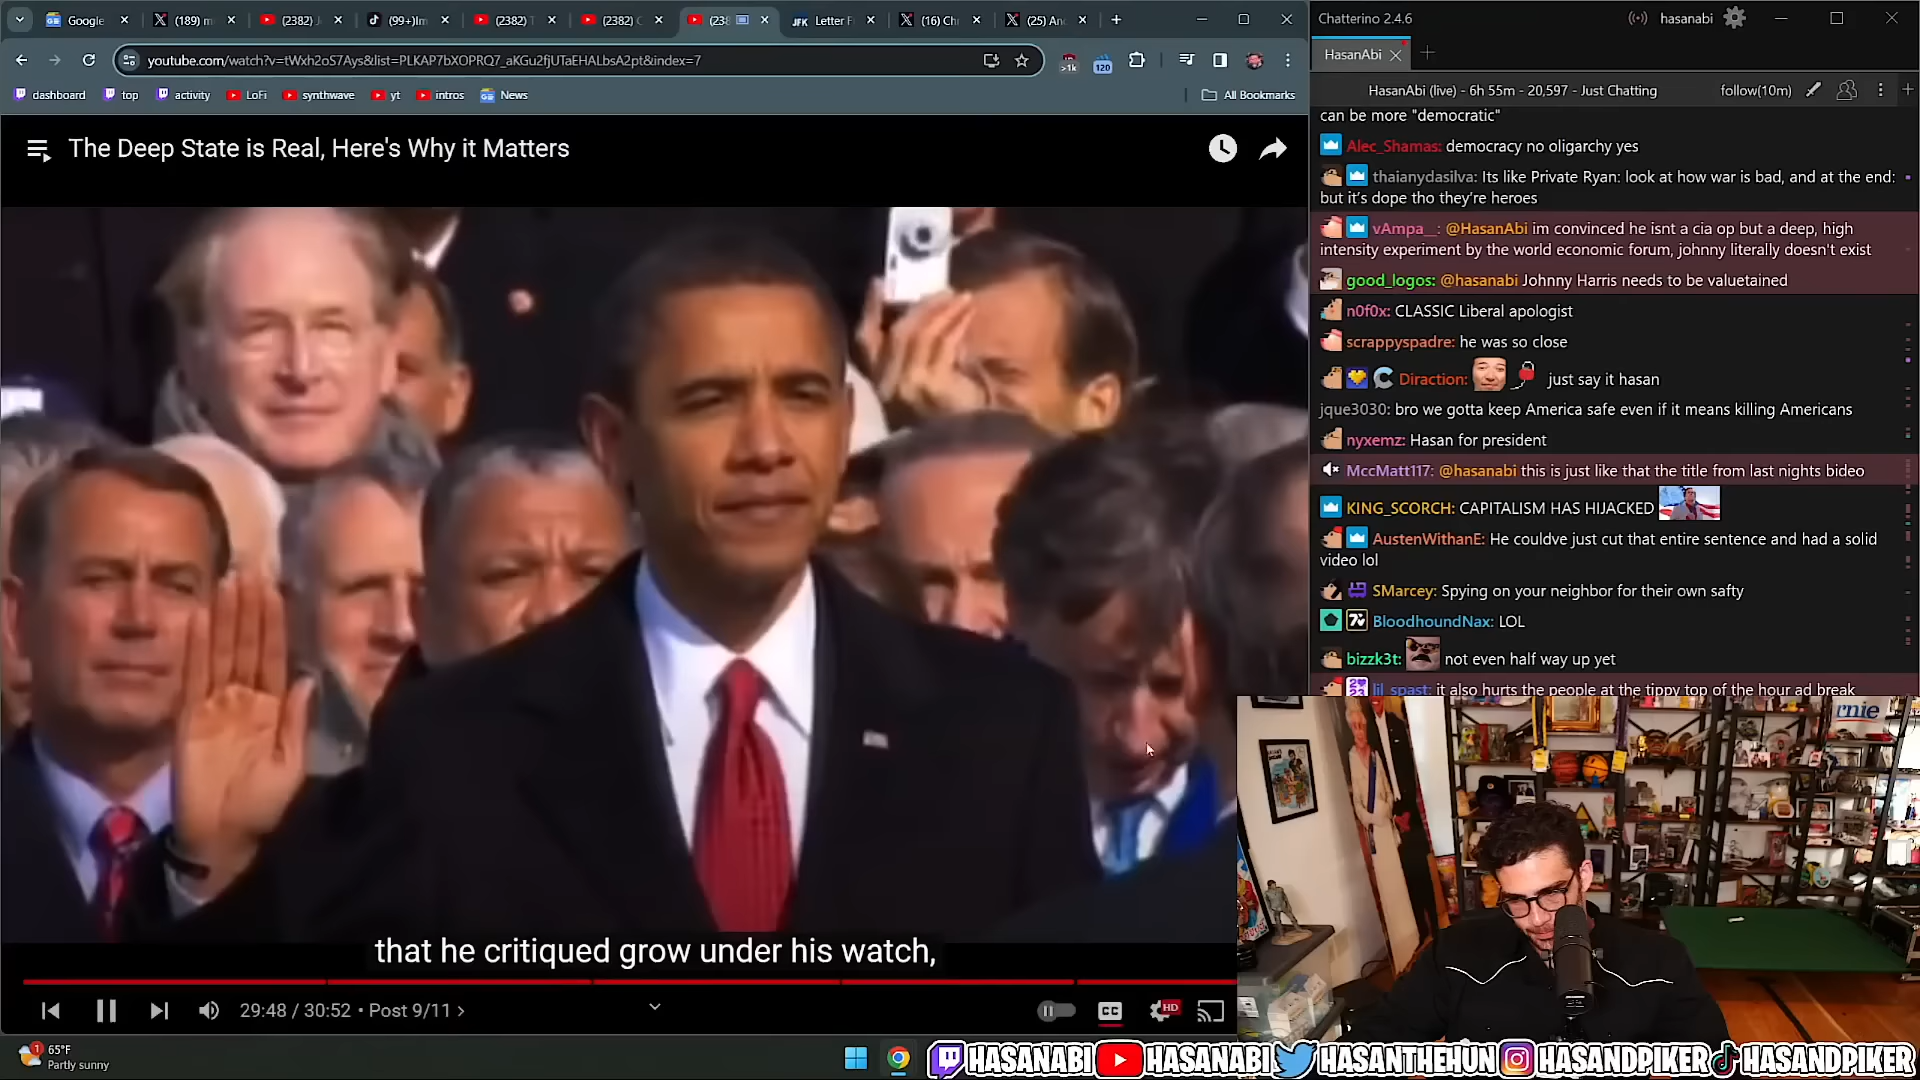 Google
(189) m
(2382) J
(99+)Im
(2382) T
(2382) C
(238
JFK Letter F
(16) Ch
(25) An
youtube.com/watch?v=tWxh2oS7Ays&list=PLKAP7bXOPRQ7_aKGu2fjUTaEHALbsA2pt&index=7
>1k
120
dashboard
top
activity
LoFi
synthwave
yt
intros
News
All Bookmarks
The Deep State is Real, Here's Why it Matters
that he critiqued grow under his watch,
29:48 / 30:52 • Post 9/11 >
CC
HD
1
65°F
Partly sunny
HASANABI
HASANABI
HASANTHEHUN
HASANDPIKER
HASANDPIKER
Chatterino 2.4.6
hasanabi
HasanAbi
HasanAbi (live) - 6h 55m - 20,597 - Just Chatting
follow(10m)
can be more "democratic"
Alec_Shamas: democracy no oligarchy yes
thaianydasilva: Its like Private Ryan: look at how war is bad, and at the end:
but it's dope tho they're heroes
vAmpa__: @HasanAbi im convinced he isnt a cia op but a deep, high
intensity experiment by the world economic forum, johnny literally doesn't exist
good_logos: @hasanabi Johnny Harris needs to be valuetained
n0f0x: CLASSIC Liberal apologist
scrappyspadre: he was so close
Diraction: just say it hasan
jque3030: bro we gotta keep America safe even if it means killing Americans
nyxemz: Hasan for president
MccMatt117: @hasanabi this is just like that the title from last nights bideo
KING_SCORCH: CAPITALISM HAS HIJACKED
AustenWithanE: He couldve just cut that entire sentence and had a solid
video lol
SMarcey: Spying on your neighbor for their own safty
BloodhoundNax: LOL
bizzk3t: not even half way up yet
lil_spast: it also hurts the people at the tippy top of the hour ad break
rnie